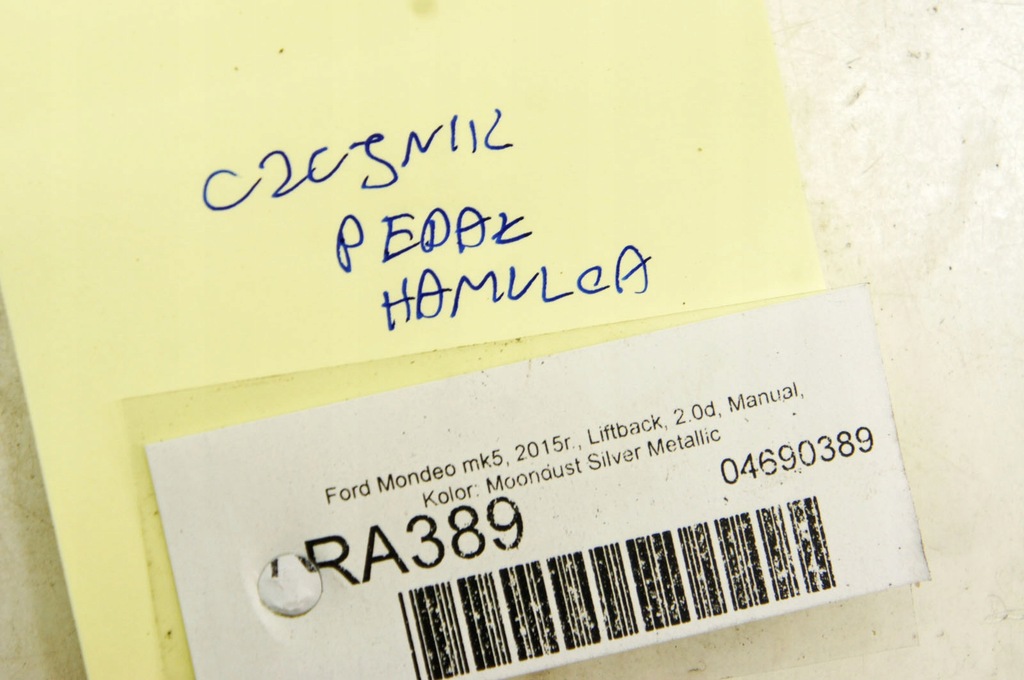 CZUJNIK
PEDAŁ
HAMULCA
Ford Mondeo mk5, 2015r., Liftback, 2.0d, Manual,
Kolor: Moondust Silver Metallic
04690389
RA389